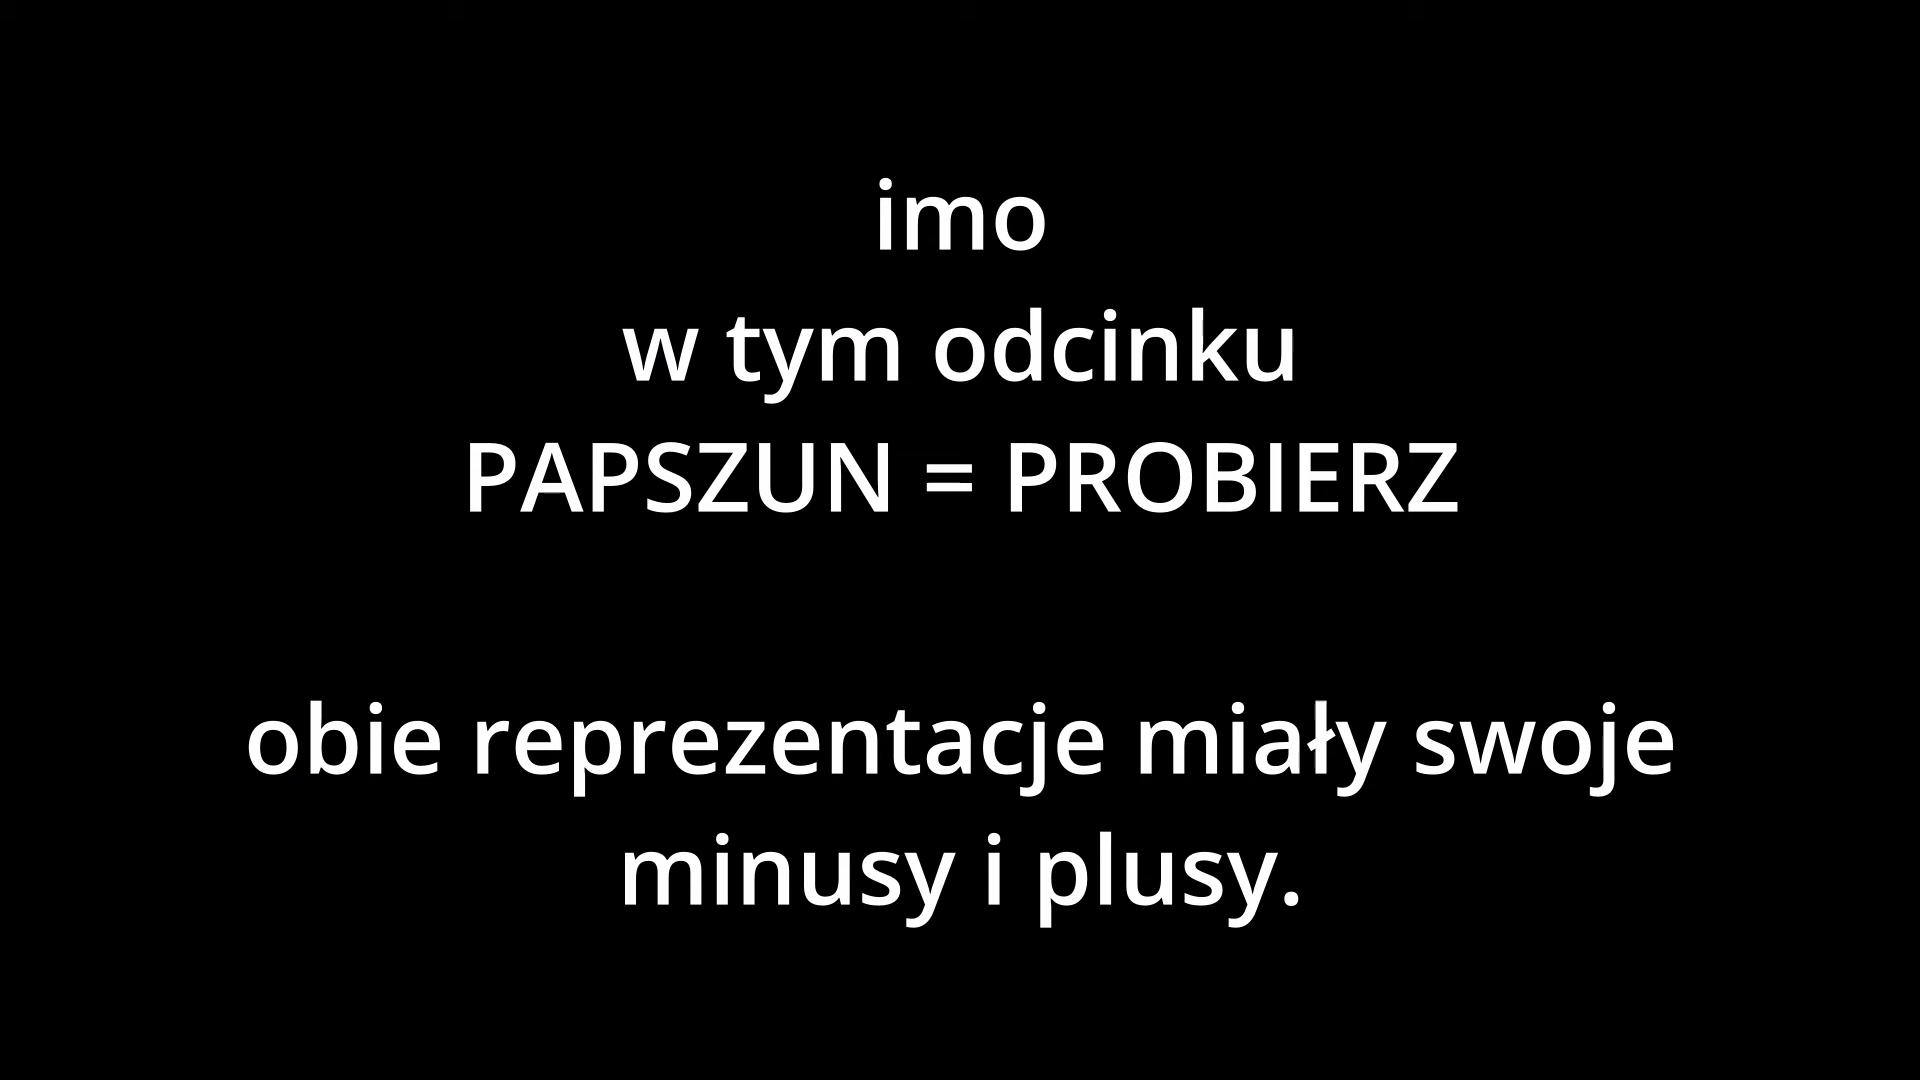 imo
w tym odcinku
PAPSZUN = PROBIERZ
obie reprezentacje miały swoje
minusy i plusy.